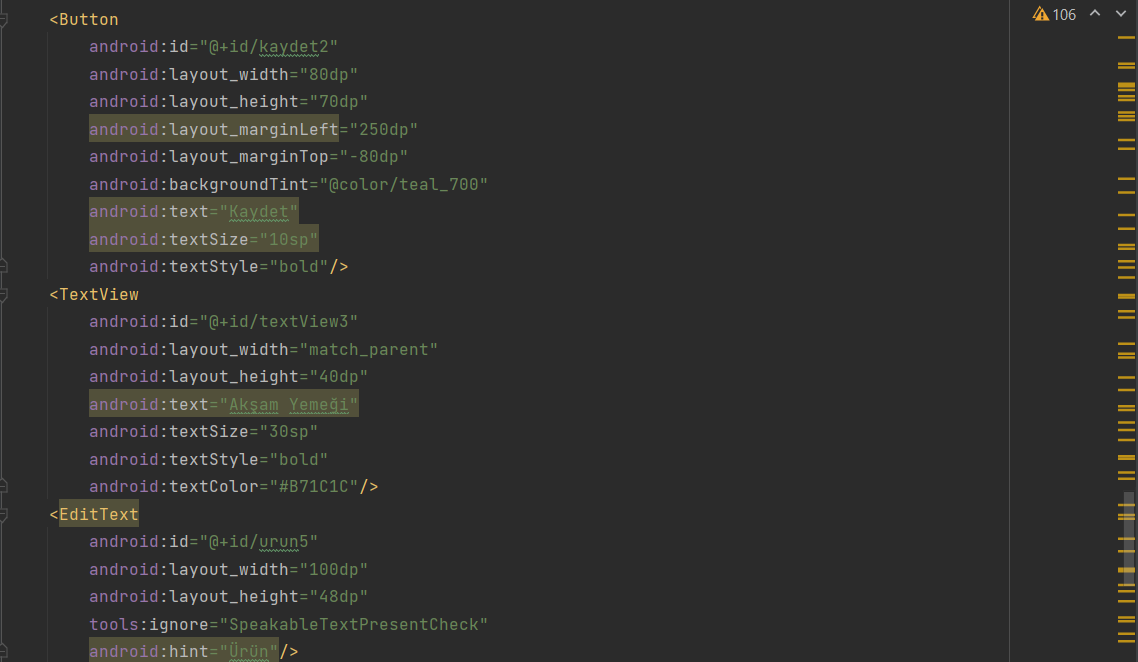 <Button
106
android:id="@+id/kaydet2"
android:layout_width="80dp"
android:layout_height="70dp"
android:layout_marginLeft="250dp"
android:layout_marginTop="-80dp"
android:backgroundTint="@color/teal_700"
android:text="Kaydet"
android:textSize="10sp"
android:textStyle="bold"/>
<TextView
android:id="@+id/textView3"
android:layout_width="match_parent"
android:layout_height="40dp"
android:text="Akşam Yemeği"
android:textSize="30sp"
android:textStyle="bold"
android:textColor="#B71C1C"/>
<EditText
android:id="@+id/urun5"
android:layout_width="100dp"
android:layout_height="48dp"
tools:ignore="SpeakableTextPresentCheck"
android:hint="Ürün"/>